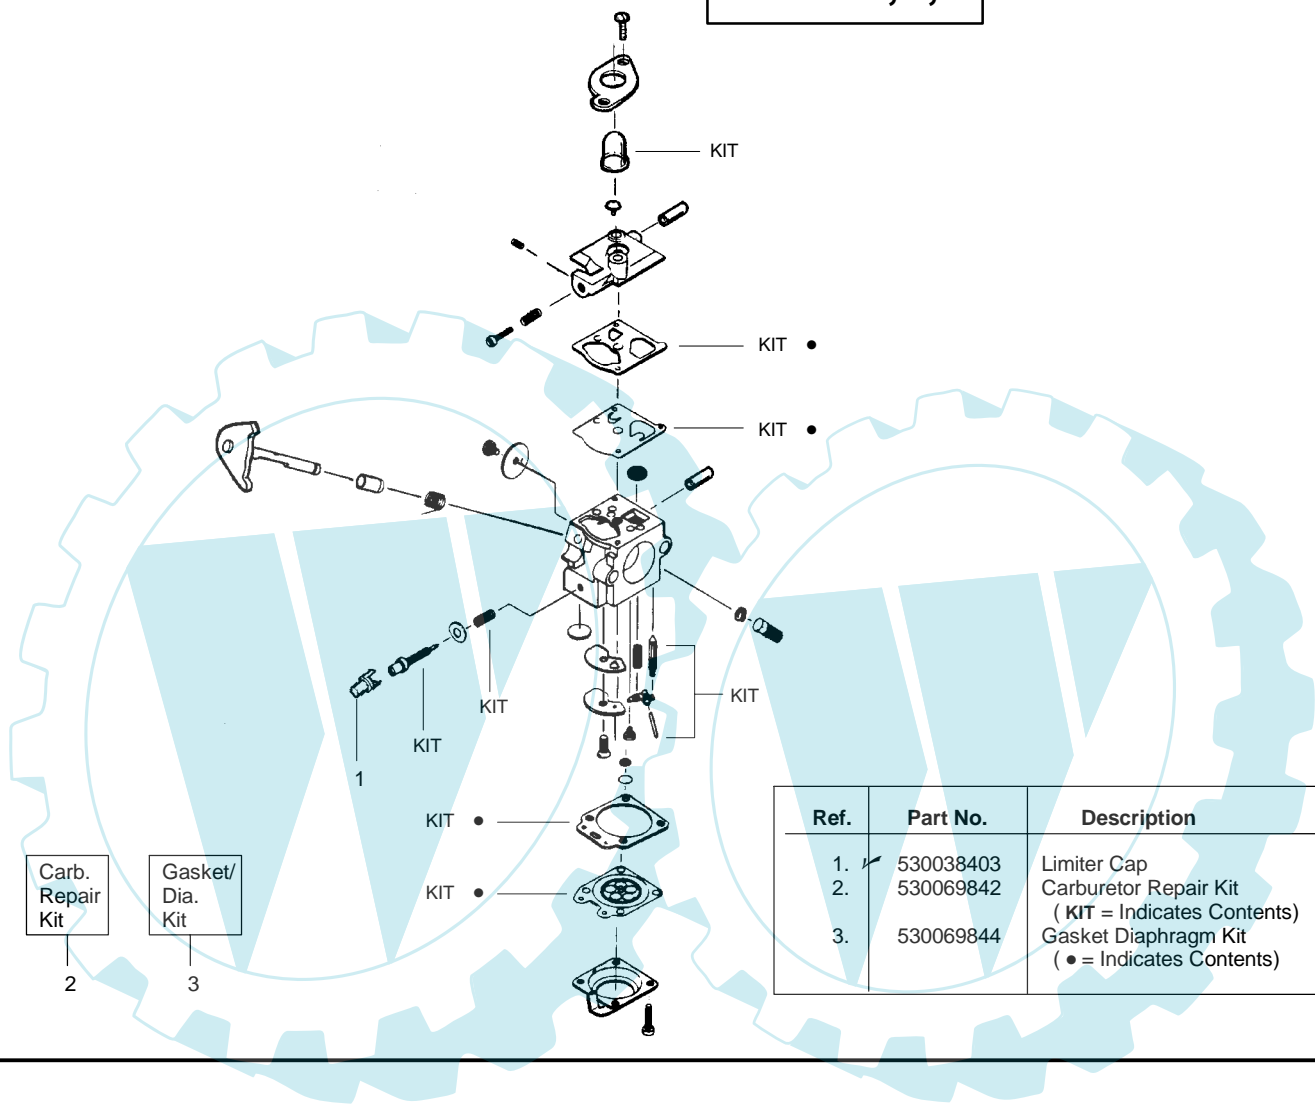 KIT
KIT ●
KIT ●
KIT
KIT
KIT
1
KIT ●
KIT ●
Carb.
Repair
Kit
2
Gasket/
Dia.
Kit
3
Ref. Part No. Description
1. 530038403 Limiter Cap
2. 530069842 Carburetor Repair Kit
( KIT = Indicates Contents)
3. 530069844 Gasket Diaphragm Kit
( ● = Indicates Contents)